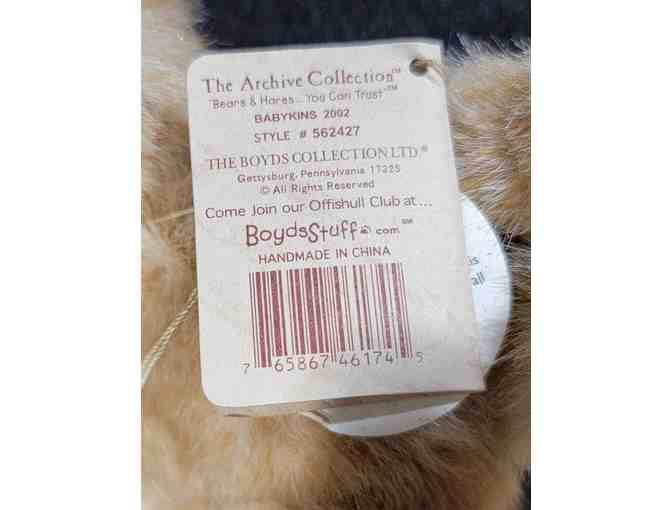 The Archive Collection™
"Bears & Hares... You Can Trust"™
BABYKINS 2002
STYLE # 562427
THE BOYDS COLLECTION LTD®
Gettysburg, Pennsylvania 17325
© All Rights Reserved
Come Join our Offishull Club at...
BoydsStuff.com™
HANDMADE IN CHINA
7 65867 46174 5